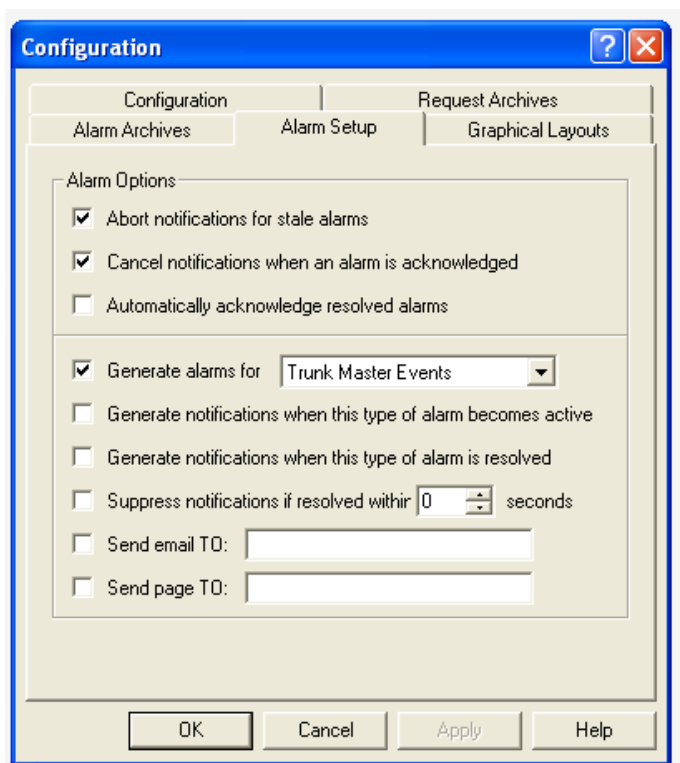 Configuration
Configuration Request Archives
Alarm Archives Alarm Setup Graphical Layouts
Alarm Options
Abort notifications for stale alarms
Cancel notifications when an alarm is acknowledged
Automatically acknowledge resolved alarms
Generate alarms for Trunk Master Events
Generate notifications when this type of alarm becomes active
Generate notifications when this type of alarm is resolved
Suppress notifications if resolved withir 0 seconds
Send email TO:
Send page TO:
OK Cancel Apply Help